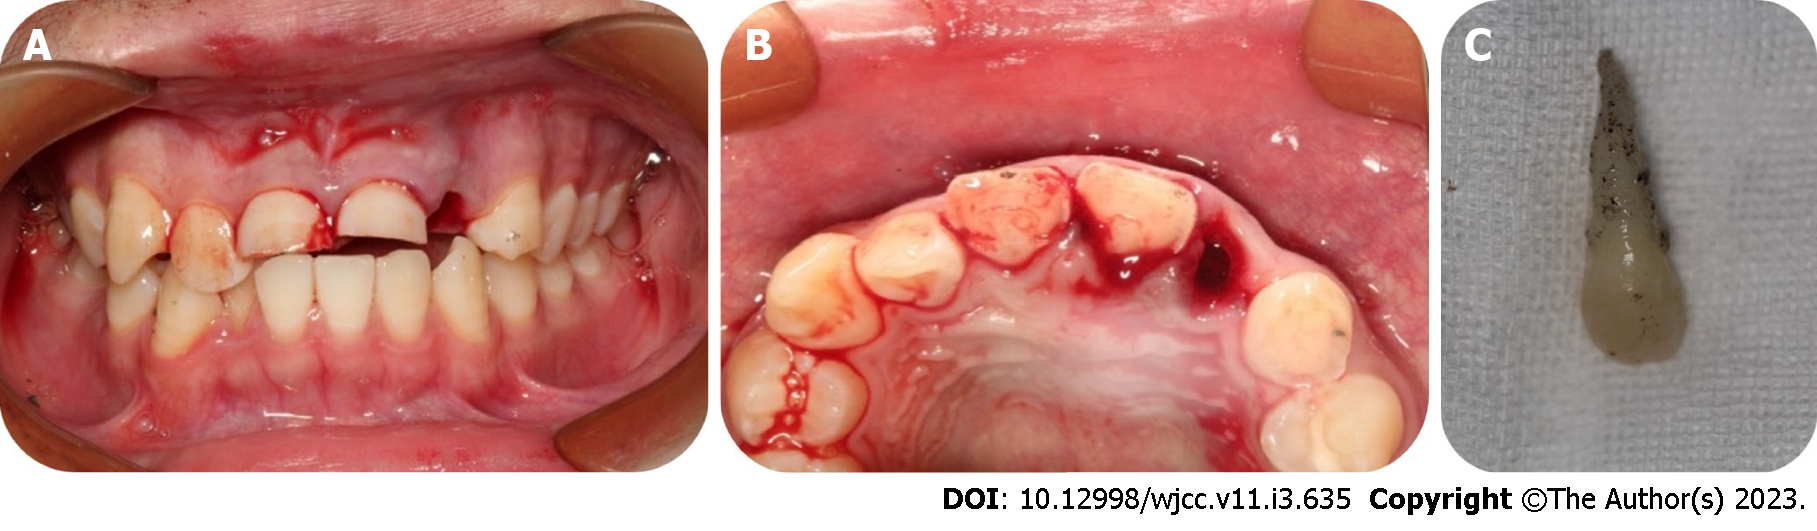 A
B
C
DOI: 10.12998/wjcc.v11.i3.635 Copyright ©The Author(s) 2023.